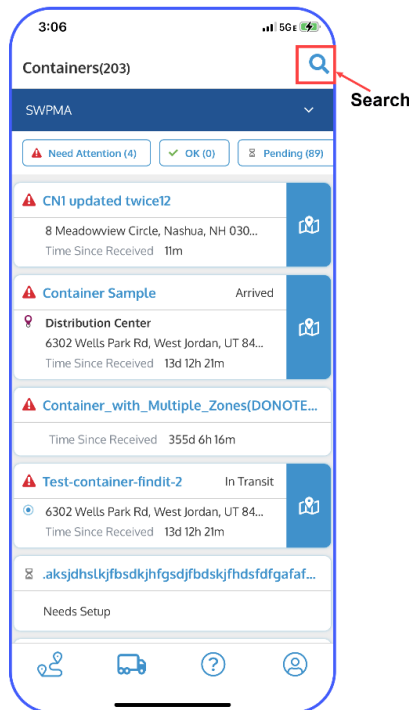 3:06
5GE
Containers(203)
Search
SWPMA
Need Attention (4)
OK (0)
Pending (89)
CN1 updated twice12
8 Meadowview Circle, Nashua, NH 030...
Time Since Received 11m
Container Sample Arrived
Distribution Center
6302 Wells Park Rd, West Jordan, UT 84...
Time Since Received 13d 12h 21m
Container_with_Multiple_Zones(DONOTE...
Time Since Received 355d 6h 16m
Test-container-findit-2 In Transit
6302 Wells Park Rd, West Jordan, UT 84...
Time Since Received 13d 12h 21m
.aksjdhslkjfbsdkjhfgsdjfbdskjfhdsfdfgafaf...
Needs Setup